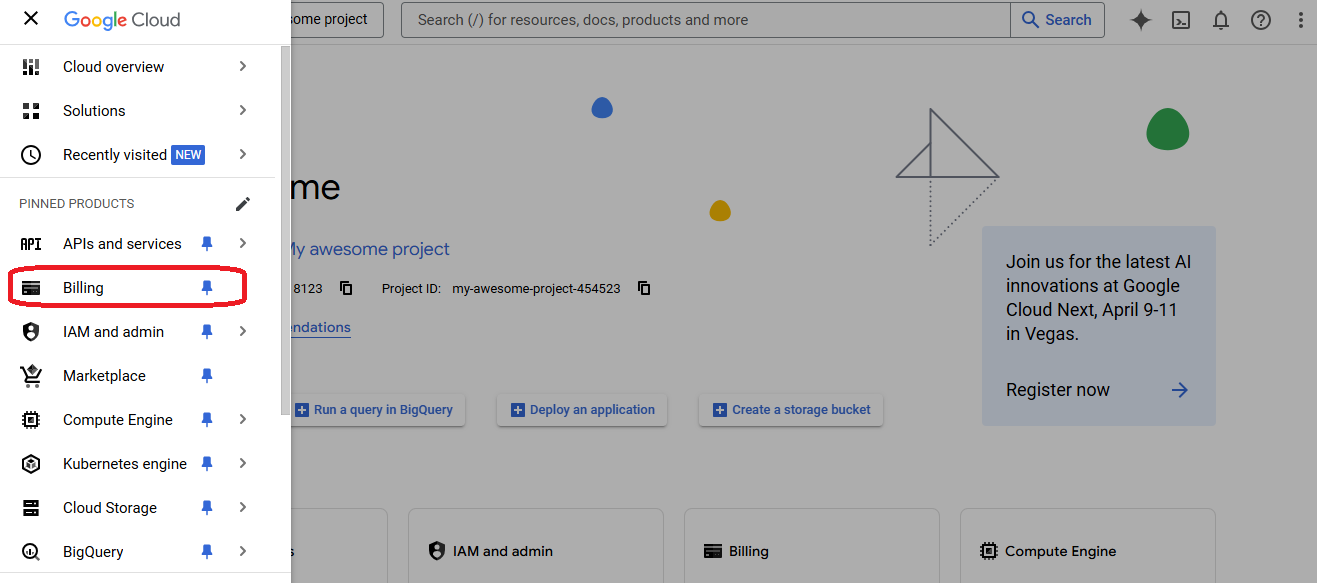 Google Cloud
some project
Search (/) for resources, docs, products and more
Search
Cloud overview
Solutions
Recently visited NEW
PINNED PRODUCTS
API APIs and services
Billing
IAM and admin
Marketplace
Compute Engine
Kubernetes engine
Cloud Storage
BigQuery
me
My awesome project
8123
Project ID: my-awesome-project-454523
endations
Run a query in BigQuery
Deploy an application
Create a storage bucket
Join us for the latest AI
innovations at Google
Cloud Next, April 9-11
in Vegas.
Register now
s
IAM and admin
Billing
Compute Engine